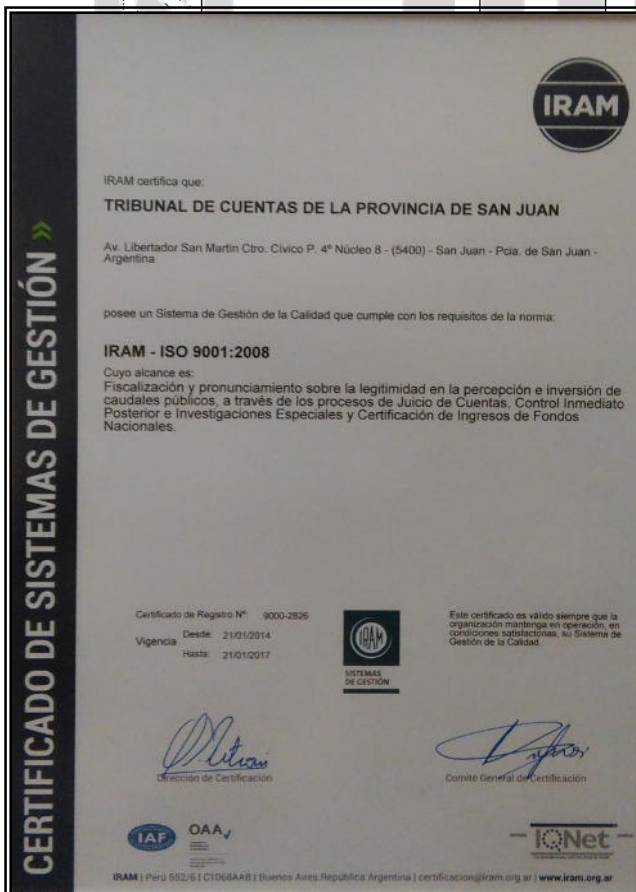 CERTIFICADO DE SISTEMAS DE GESTIÓN »
IRAM
IRAM certifica que:
TRIBUNAL DE CUENTAS DE LA PROVINCIA DE SAN JUAN
Av. Libertador San Martin Ctro. Cívico P. 4º Núcleo 8 - (5400) - San Juan - Pcia. de San Juan -
Argentina
posee un Sistema de Gestión de la Calidad que cumple con los requisitos de la norma:
IRAM - ISO 9001:2008
Cuyo alcance es:
Fiscalización y pronunciamiento sobre la legitimidad en la percepción e inversión de
caudales públicos, a través de los procesos de Juicio de Cuentas, Control Inmediato
Posterior e Investigaciones Especiales y Certificación de Ingresos de Fondos
Nacionales.
Certificado de Registro Nº: 9000-2826
Vigencia Desde: 21/01/2014
Hasta: 21/01/2017
IRAM
SISTEMAS
DE GESTIÓN
Este certificado es válido siempre que la
organización mantenga en operación, en
condiciones satisfactorias, su Sistema de
Gestión de la Calidad.
Dirección de Certificación
Comité General de Certificación
IAF
OAA
IQNet
IRAM | Perú 552/6 | C1068AAB | Buenos Aires República Argentina | certificacion@iram.org.ar | www.iram.org.ar